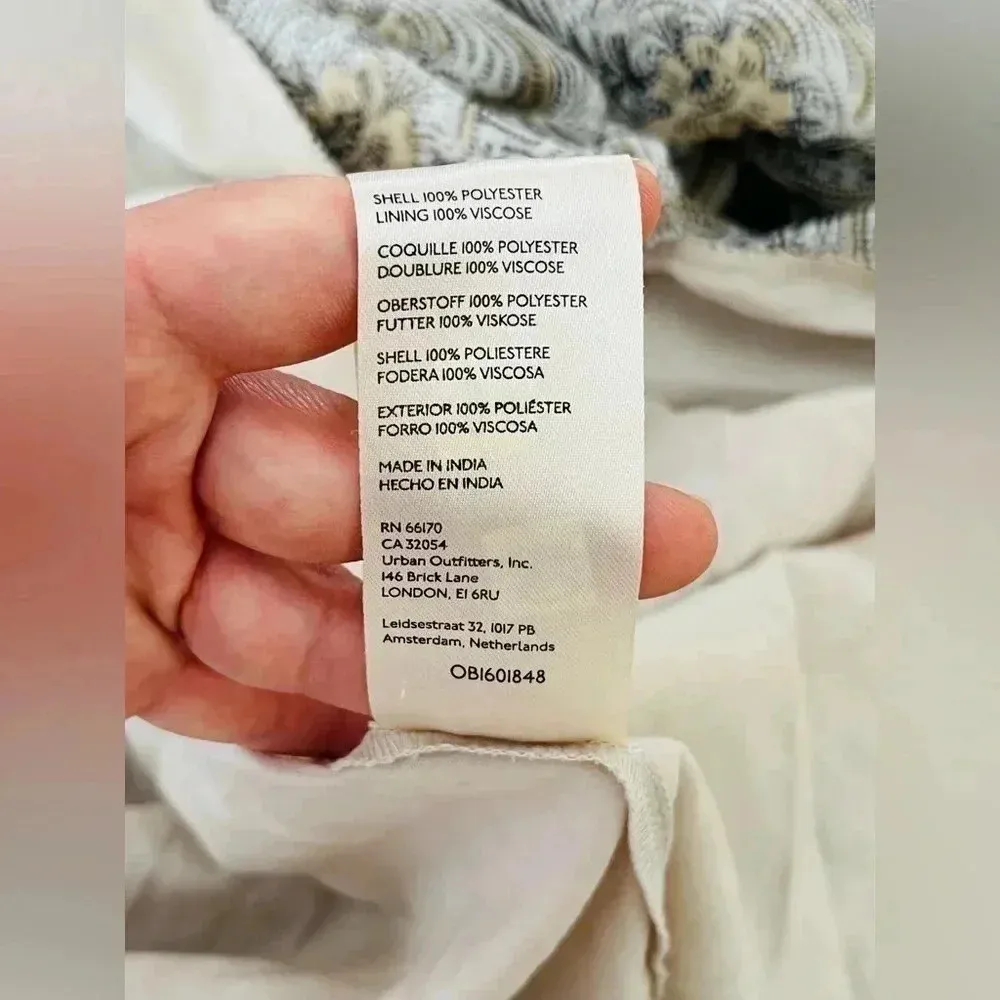 SHELL 100% POLYESTER
LINING 100% VISCOSE
COQUILLE 100% POLYESTER
DOUBLURE 100% VISCOSE
OBERSTOFF 100% POLYESTER
FUTTER 100% VISKOSE
SHELL 100% POLIESTERE
FODERA 100% VISCOSA
EXTERIOR 100% POLIÉSTER
FORRO 100% VISCOSA
MADE IN INDIA
HECHO EN INDIA
RN 66170
CA 32054
Urban Outfitters, Inc.
146 Brick Lane
LONDON, E1 6RU
Leidsestraat 32, 1017 PB
Amsterdam, Netherlands
OB1601848